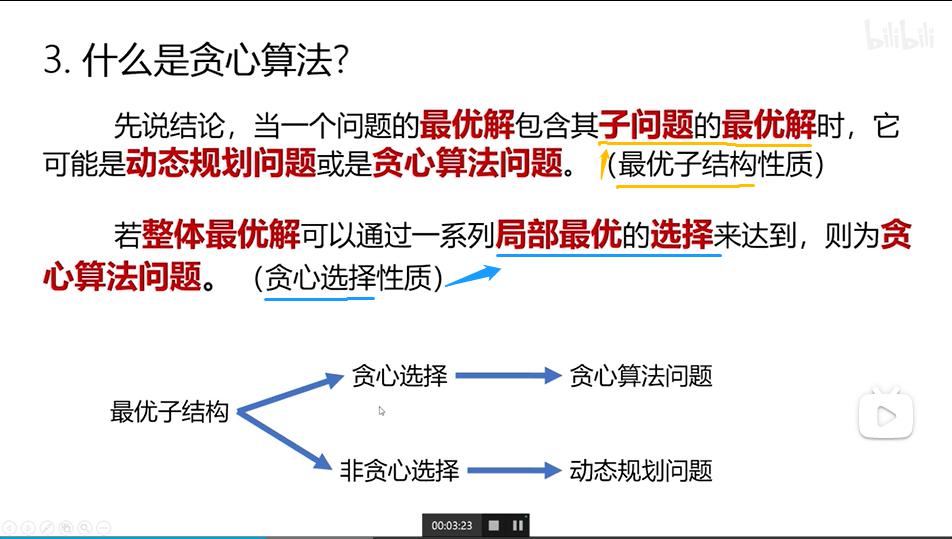 bilibili
3. 什么是贪心算法?
先说结论，当一个问题的最优解包含其子问题的最优解时，它
可能是动态规划问题或是贪心算法问题。（最优子结构性质）
若整体最优解可以通过一系列局部最优的选择来达到，则为贪
心算法问题。（贪心选择性质）
贪心选择
贪心算法问题
最优子结构
非贪心选择
动态规划问题
00:03:23